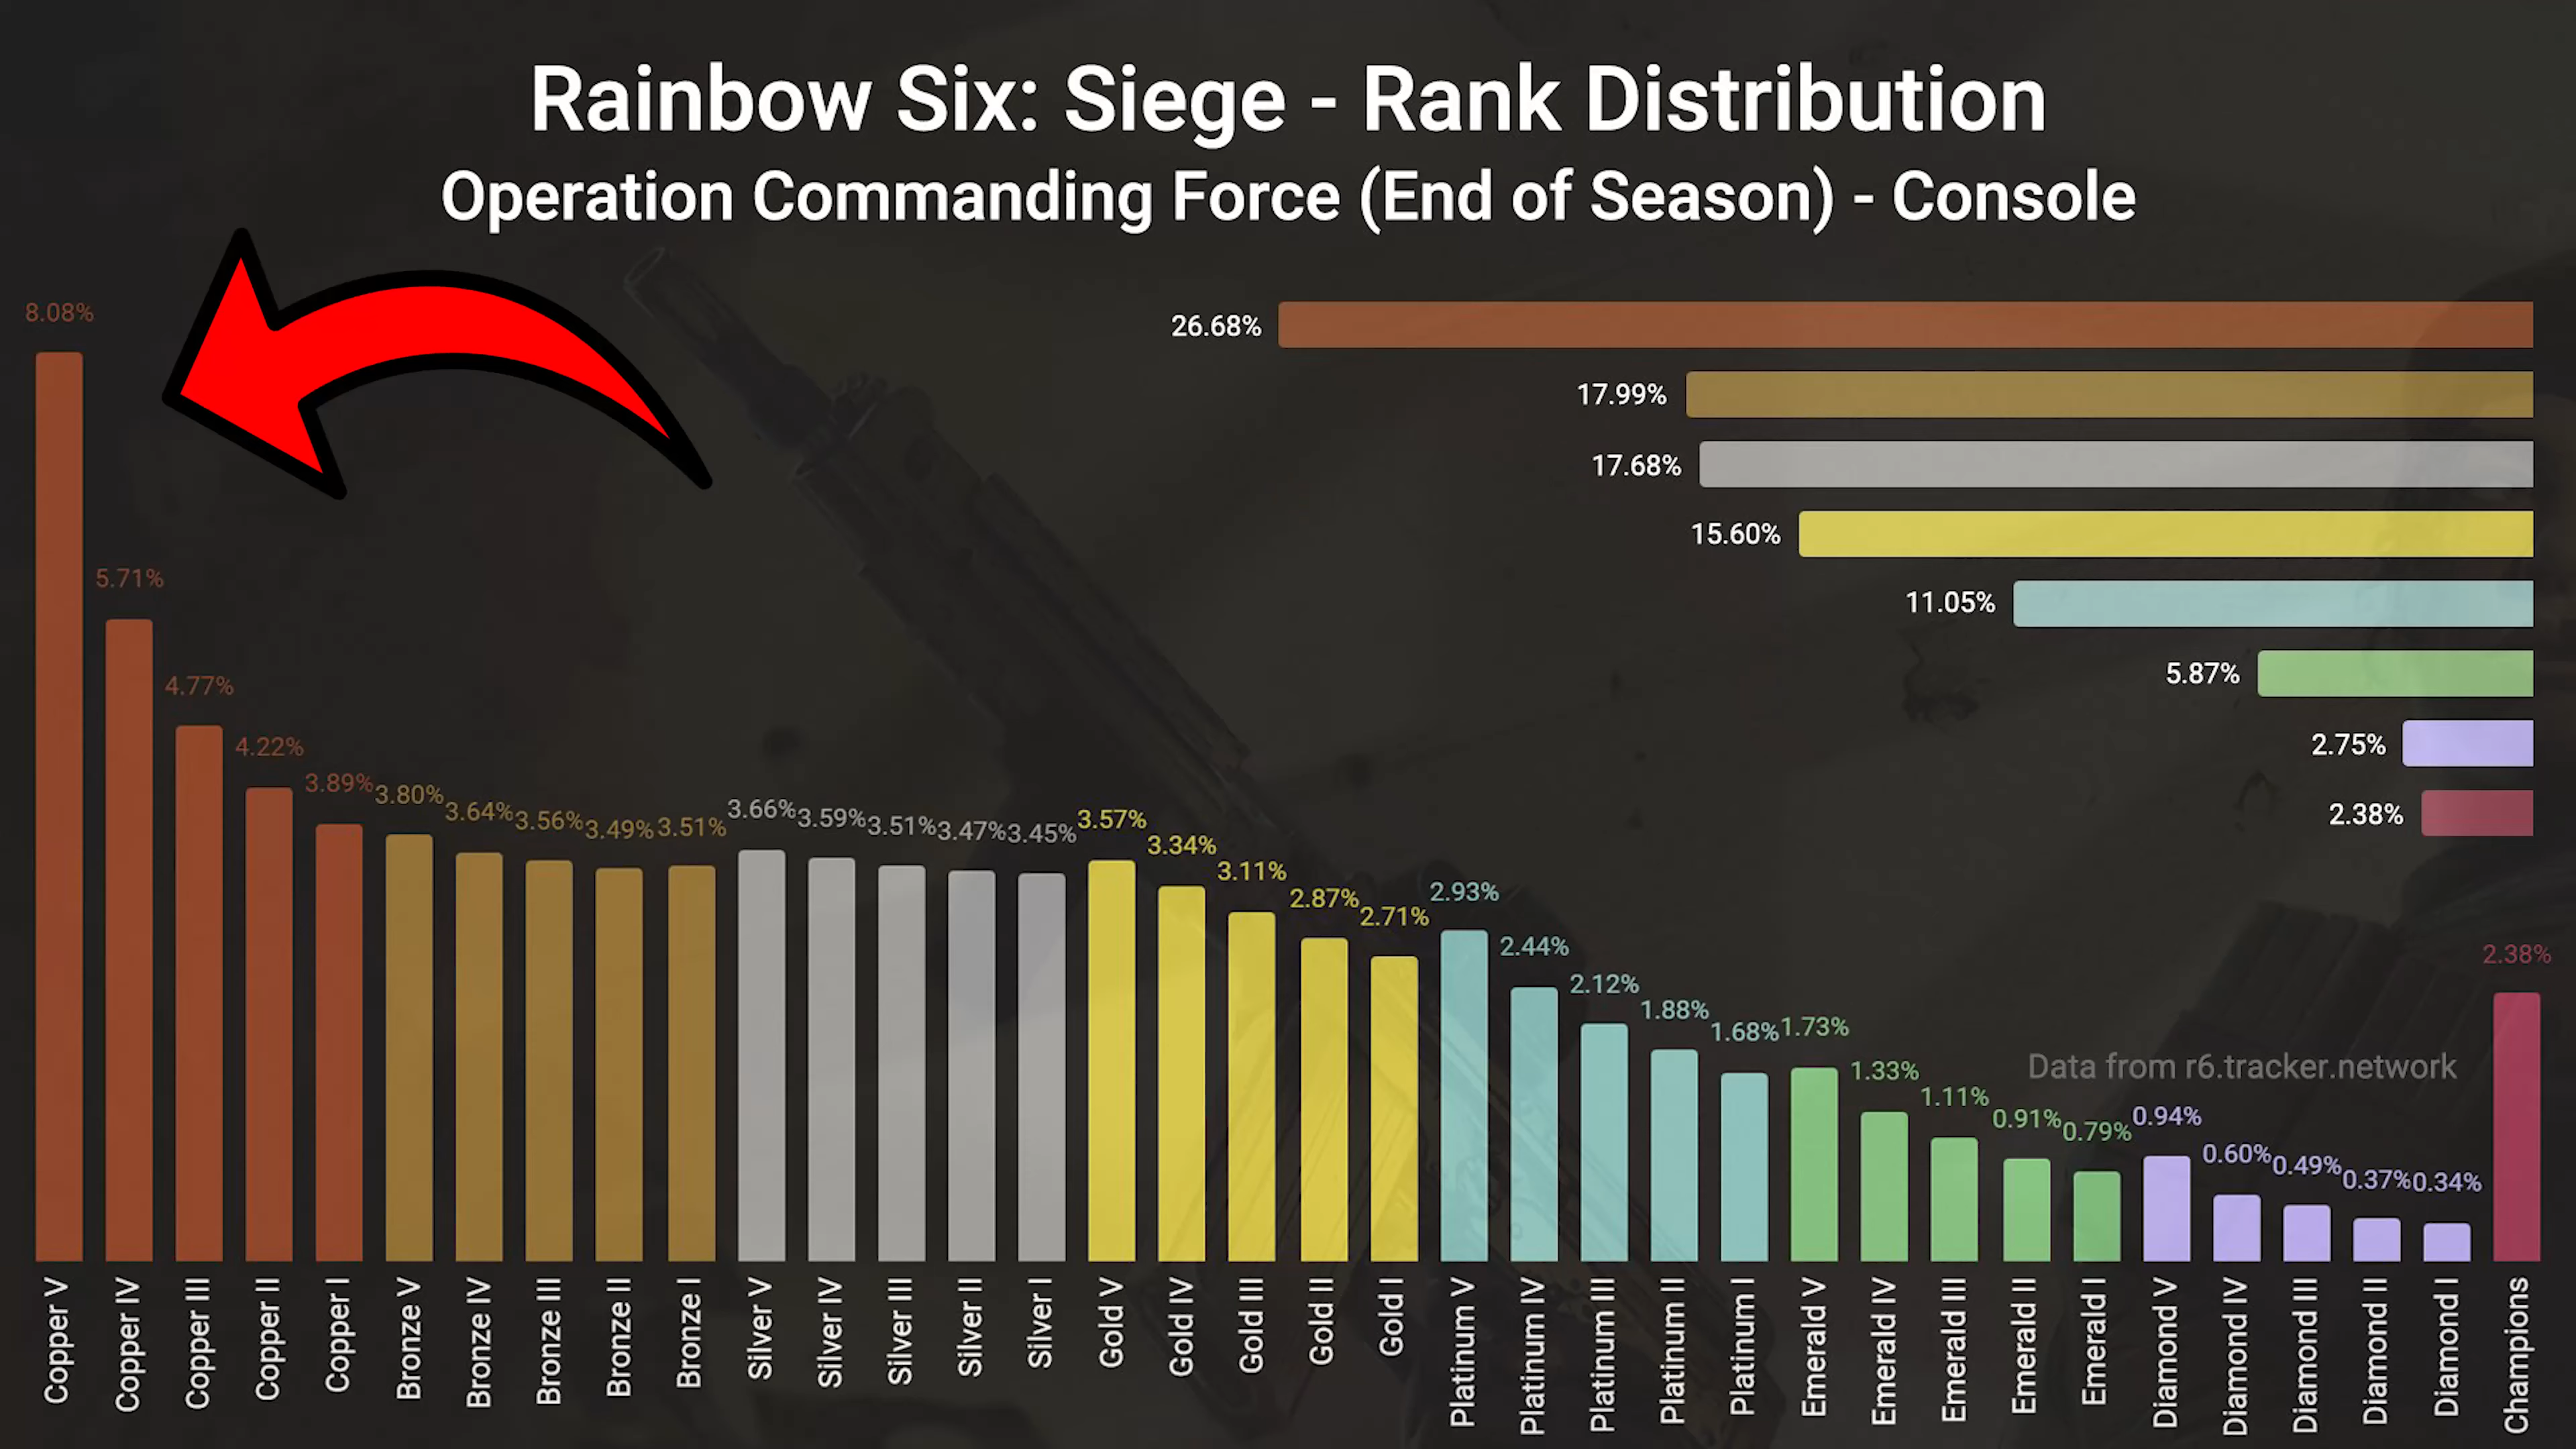 Rainbow Six: Siege - Rank Distribution
Operation Commanding Force (End of Season) - Console
26.68%
17.99%
17.68%
15.60%
11.05%
5.87%
2.75%
2.38%
8.08%
5.71%
4.77%
4.22%
3.89%
3.80%
3.64%
3.56%
3.49%
3.51%
3.66%
3.59%
3.51%
3.47%
3.45%
3.57%
3.34%
3.11%
2.87%
2.71%
2.93%
2.44%
2.12%
1.88%
1.68%
1.73%
1.33%
1.11%
0.91%
0.79%
0.94%
0.60%
0.49%
0.37%
0.34%
2.38%
Data from r6.tracker.network
Copper V
Copper IV
Copper III
Copper II
Copper I
Bronze V
Bronze IV
Bronze III
Bronze II
Bronze I
Silver V
Silver IV
Silver III
Silver II
Silver I
Gold V
Gold IV
Gold III
Gold II
Gold I
Platinum V
Platinum IV
Platinum III
Platinum II
Platinum I
Emerald V
Emerald IV
Emerald III
Emerald II
Emerald I
Diamond V
Diamond IV
Diamond III
Diamond II
Diamond I
Champions